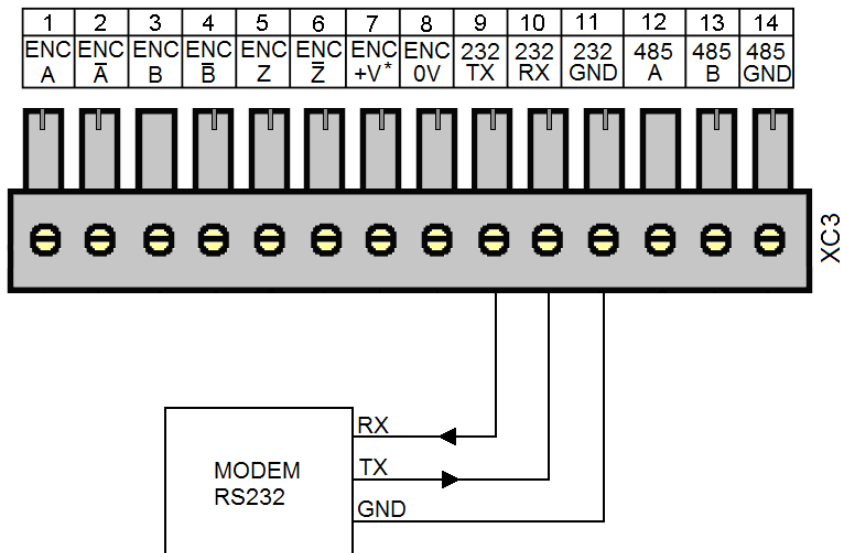 1 2 3 4 5 6 7 8 9 10 11 12 13 14
ENC ENC ENC ENC ENC ENC ENC ENC 232 232 232 485 485 485
A A̅ B B̅ Z Z̅ +V* 0V TX RX GND A B GND
XC3
RX
MODEM TX
RS232
GND